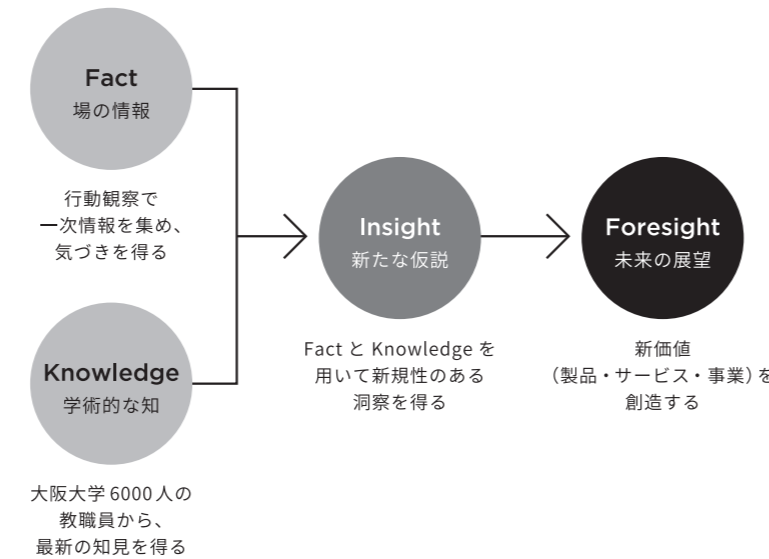 Fact
場の情報
行動観察で
一次情報を集め、
気づきを得る
Knowledge
学術的な知
大阪大学6000人の
教職員から、
最新の知見を得る
Insight
新たな仮説
Fact と Knowledge を
用いて新規性のある
洞察を得る
Foresight
未来の展望
新価値
（製品・サービス・事業）を
創造する